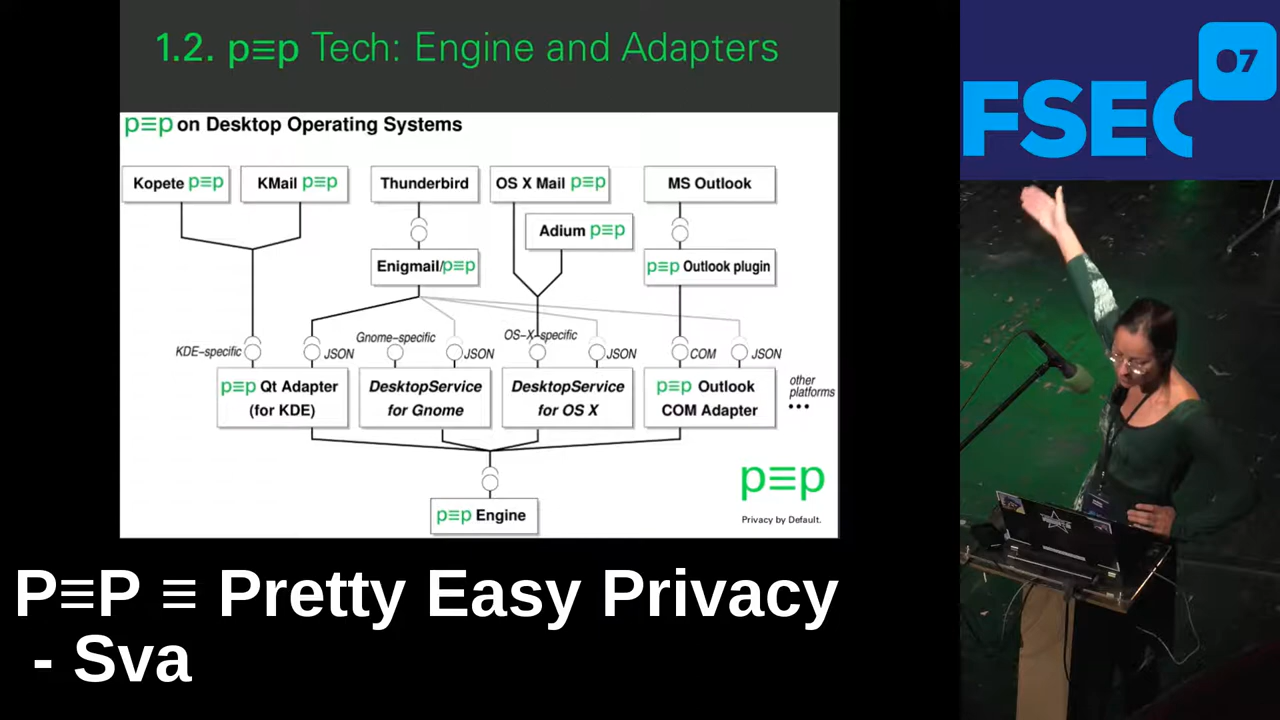 1.2. p≡p Tech: Engine and Adapters
FSEC 07
p≡p on Desktop Operating Systems
Kopete p≡p
KMail p≡p
Thunderbird
OS X Mail p≡p
MS Outlook
Adium p≡p
Enigmail/p≡p
p≡p Outlook plugin
KDE-specific
JSON
Gnome-specific
JSON
OS-X-specific
JSON
COM
JSON
p≡p Qt Adapter
(for KDE)
DesktopService
for Gnome
DesktopService
for OS X
p≡p Outlook
COM Adapter
other
platforms
...
p≡p
Privacy by Default.
p≡p Engine
P≡P ≡ Pretty Easy Privacy
- Sva